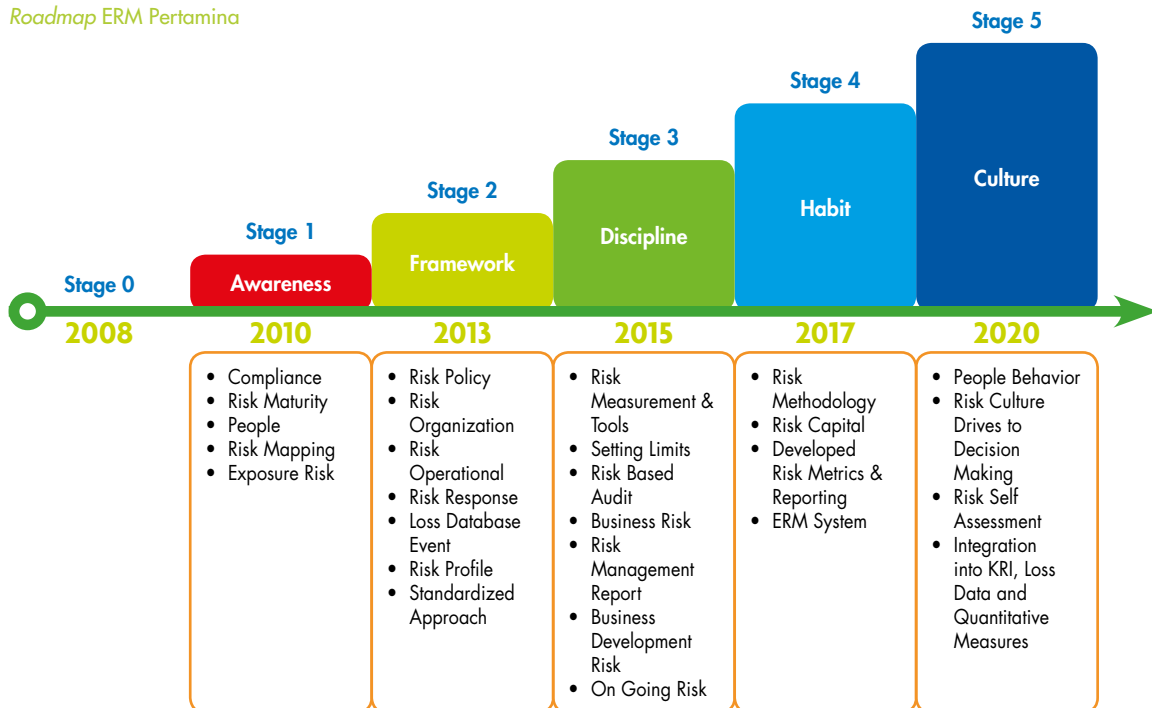 Roadmap ERM Pertamina
Stage 5
Stage 4
Stage 3
Stage 2
Stage 1
Stage 0
Culture
Habit
Discipline
Framework
Awareness
2008
2010
2013
2015
2017
2020
• Compliance
• Risk Maturity
• People
• Risk Mapping
• Exposure Risk
• Risk Policy
• Risk
Organization
• Risk
Operational
• Risk Response
• Loss Database
Event
• Risk Profile
• Standardized
Approach
• Risk
Measurement &
Tools
• Setting Limits
• Risk Based
Audit
• Business Risk
• Risk
Management
Report
• Business
Development
Risk
• On Going Risk
• Risk
Methodology
• Risk Capital
• Developed
Risk Metrics &
Reporting
• ERM System
• People Behavior
• Risk Culture
Drives to
Decision
Making
• Risk Self
Assessment
• Integration
into KRI, Loss
Data and
Quantitative
Measures